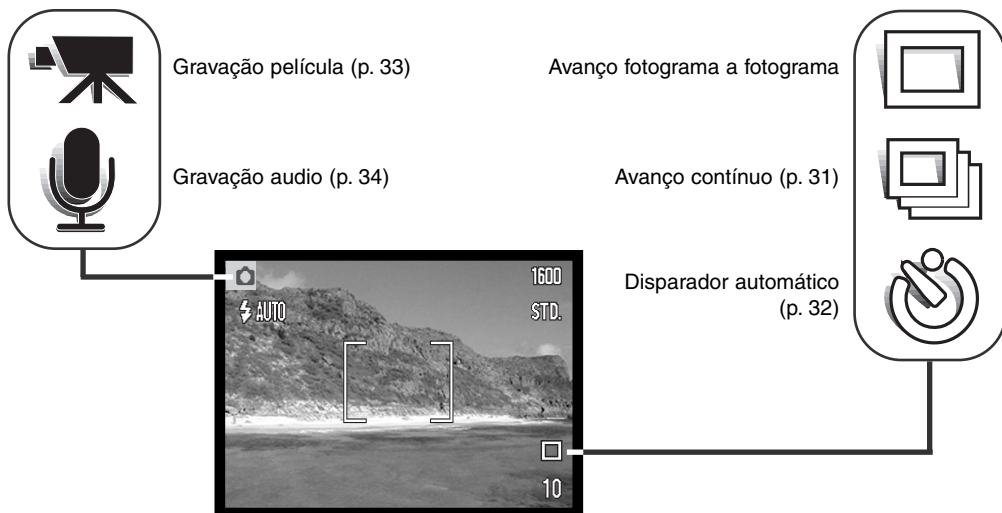 Gravação película (p. 33)
Gravação audio (p. 34)
Avanço fotograma a fotograma
Avanço contínuo (p. 31)
Disparador automático
(p. 32)
1600
AUTO
STD.
10